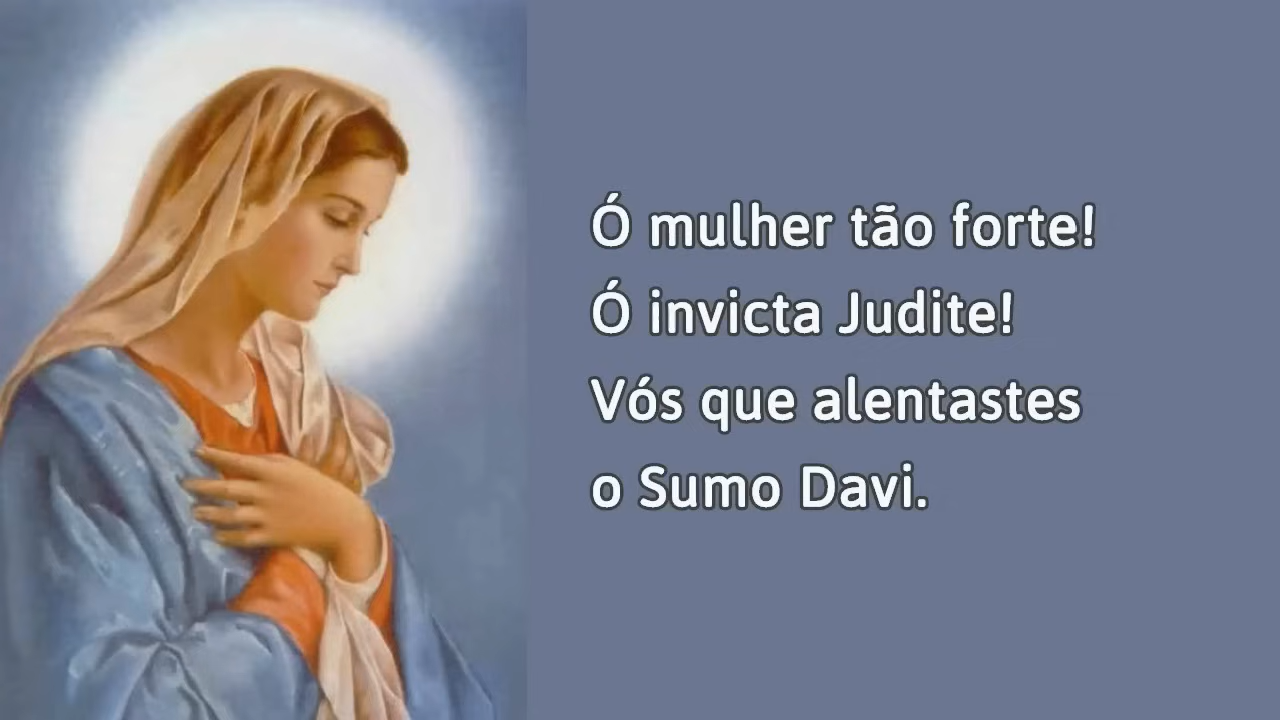 Ó mulher tão forte!
Ó invicta Judite!
Vós que alentastes
o Sumo Davi.